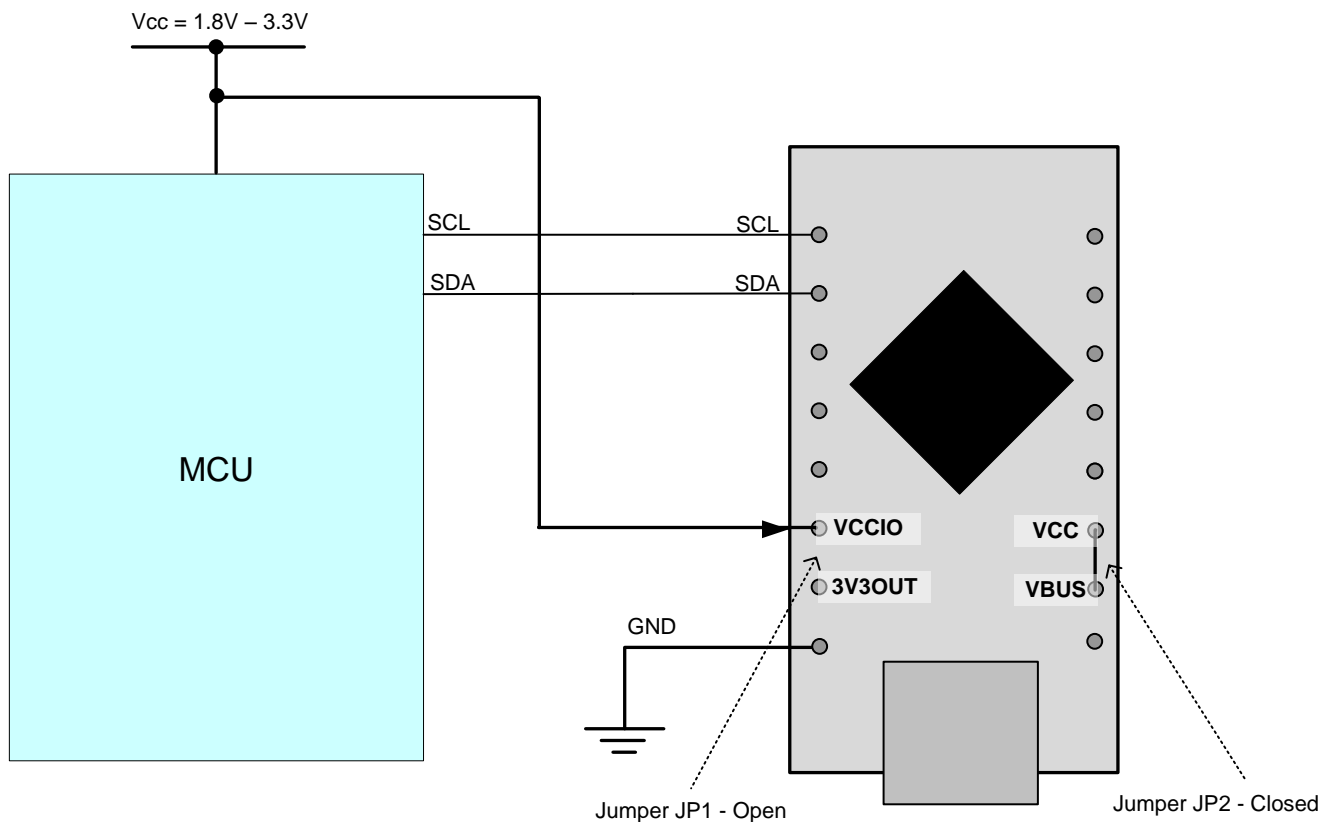 Vcc = 1.8V – 3.3V
SCL
SCL
SDA
SDA
MCU
VCCIO
VCC
3V3OUT
VBUS
GND
Jumper JP1 - Open
Jumper JP2 - Closed